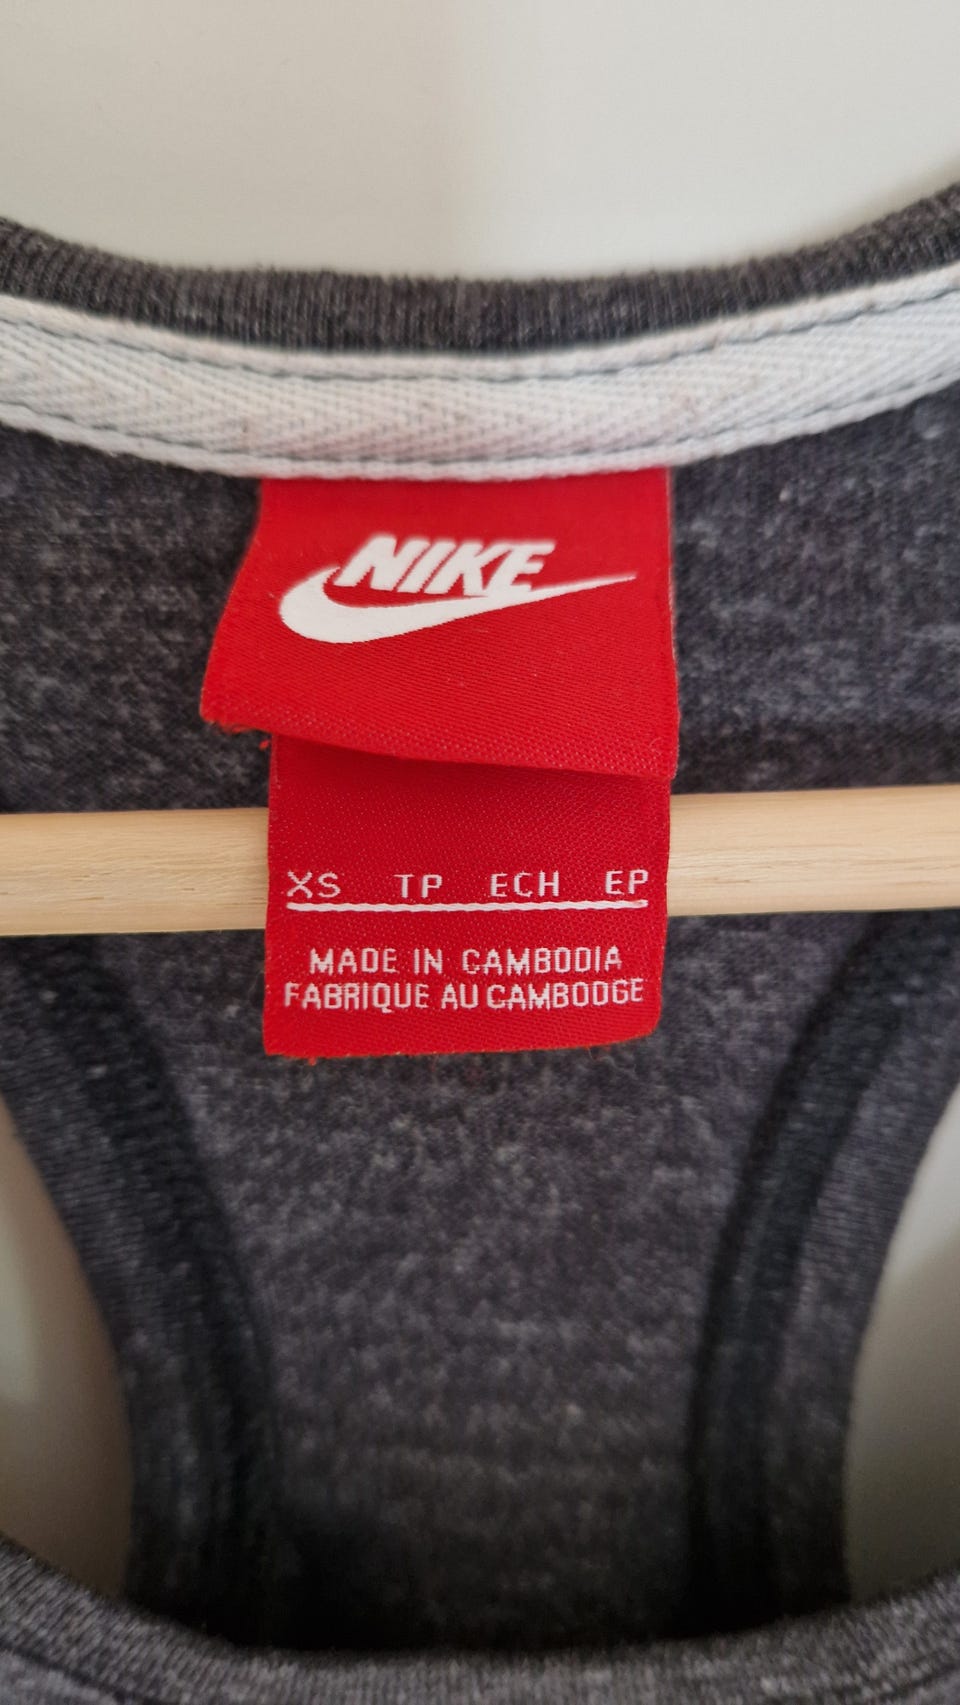 NIKE
XS TP ECH EP
MADE IN CAMBODIA
FABRIQUE AU CAMBODGE